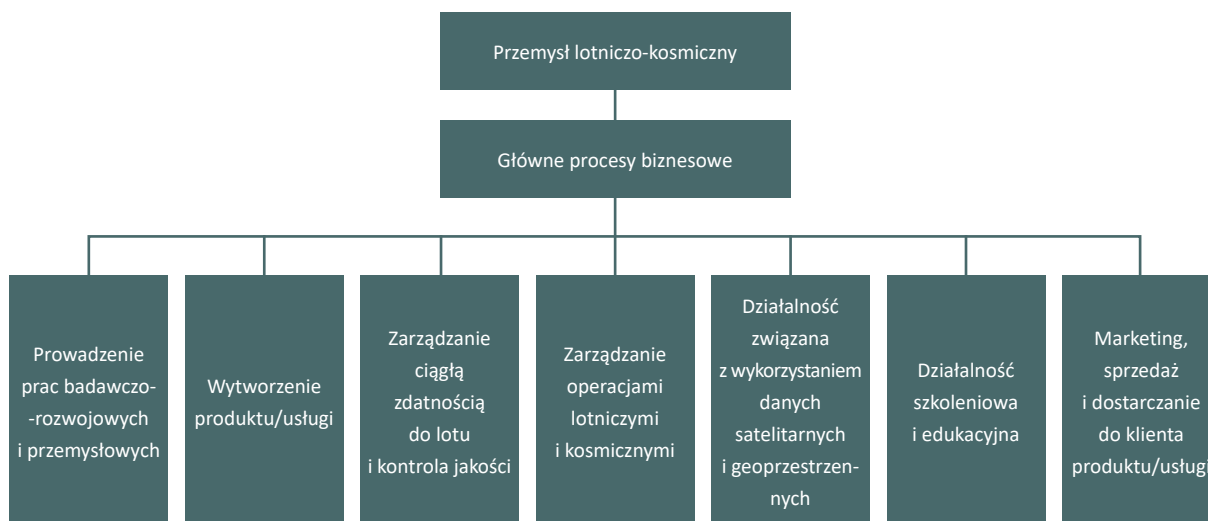 Przemysł lotniczo-kosmiczny
Główne procesy biznesowe
Prowadzenie
prac badawczo-
-rozwojowych
i przemysłowych
Wytworzenie
produktu/usługi
Zarządzanie
ciągłą
zdatnością
do lotu
i kontrola jakości
Zarządzanie
operacjami
lotniczymi
i kosmicznymi
Działalność
związana
z wykorzystaniem
danych
satelitarnych
i geoprzestrzen-
nnych
Działalność
szkoleniowa
i edukacyjna
Marketing,
sprzedaż
i dostarczanie
do klienta
produktu/usługi